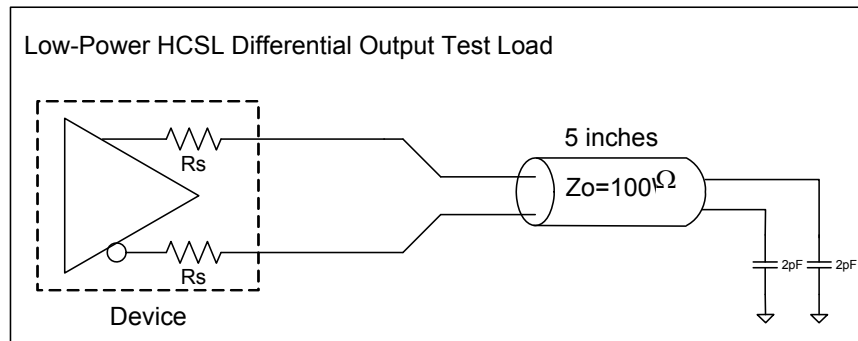 Low-Power HCSL Differential Output Test Load
Rs
5 inches
Zo=100Ω
Rs
2pF 2pF
Device